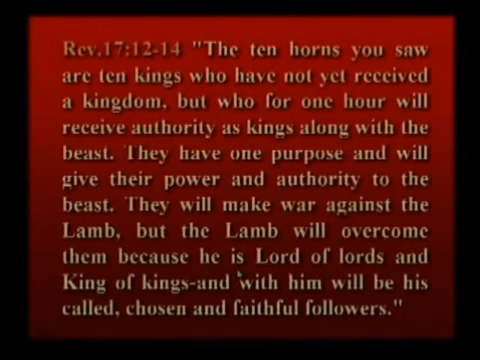 Rev.17:12-14 "The ten horns you saw
are ten kings who have not yet received
a kingdom, but who for one hour will
receive authority as kings along with the
beast. They have one purpose and will
give their power and authority to the
beast. They will make war against the
Lamb, but the Lamb will overcome
them because he is Lord of lords and
King of kings-and with him will be his
called, chosen and faithful followers."